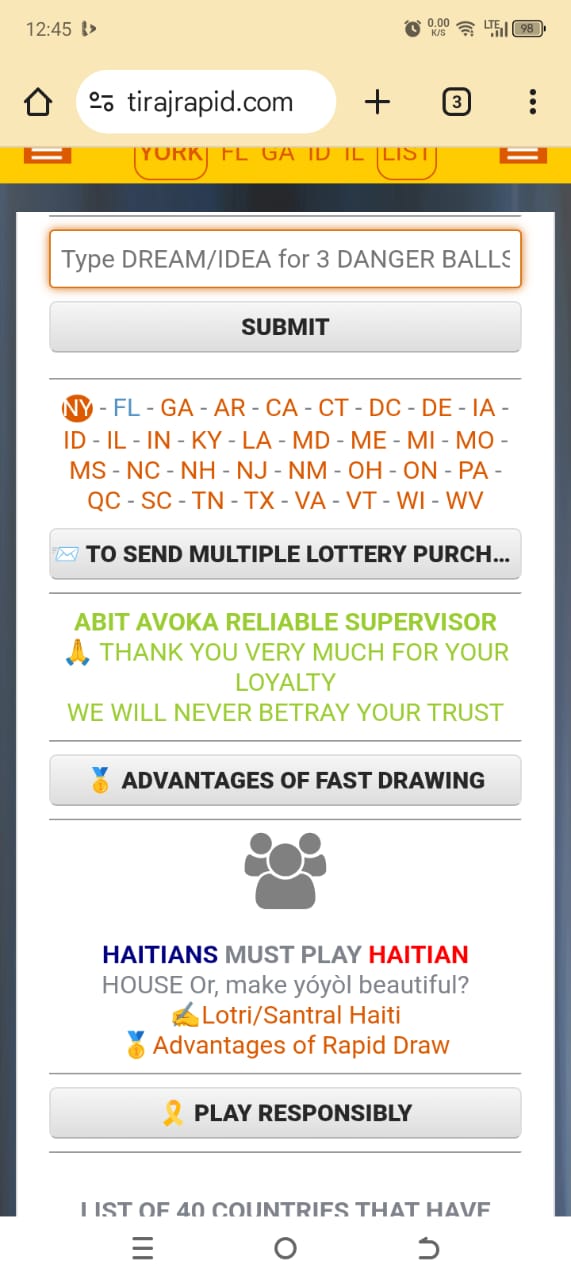 12:45
0.00
K/S
LTE
98
tirajrapid.com
3
YORK FL GA ID IL LIST
Type DREAM/IDEA for 3 DANGER BALLS
SUBMIT
NY - FL - GA - AR - CA - CT - DC - DE - IA -
ID - IL - IN - KY - LA - MD - ME - MI - MO -
MS - NC - NH - NJ - NM - OH - ON - PA -
QC - SC - TN - TX - VA - VT - WI - WV
📨 TO SEND MULTIPLE LOTTERY PURCH...
ABIT AVOKA RELIABLE SUPERVISOR
🙏 THANK YOU VERY MUCH FOR YOUR
LOYALTY
WE WILL NEVER BETRAY YOUR TRUST
🥇 ADVANTAGES OF FAST DRAWING
HAITIANS MUST PLAY HAITIAN
HOUSE Or, make yóyòl beautiful?
✍️Lotri/Santral Haiti
🥇Advantages of Rapid Draw
🎗️ PLAY RESPONSIBLY
LIST OF 40 COUNTRIES THAT HAVE